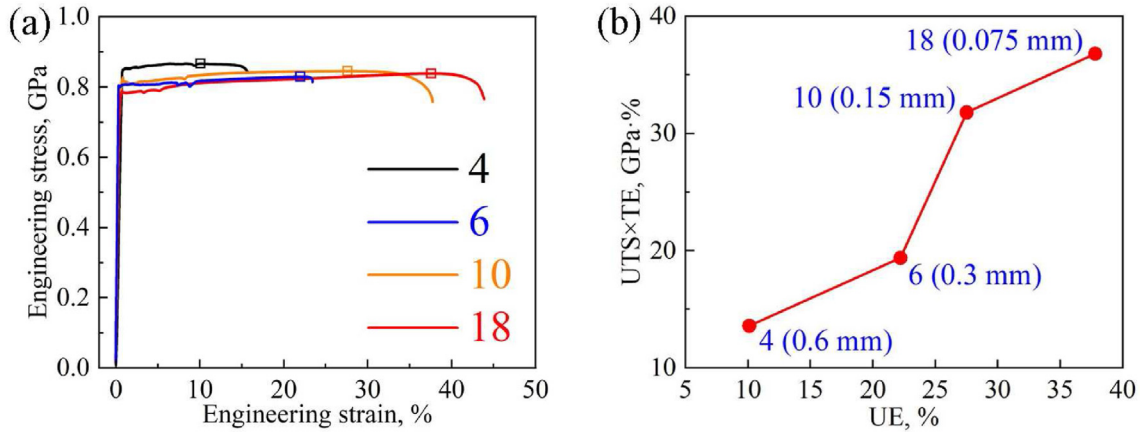 (a)
1.0
0.8
0.6
0.4
0.2
0.0
Engineering stress, GPa
4
6
10
18
0 10 20 30 40 50
Engineering strain, %
(b)
40
30
20
10
UTS×TE, GPa·%
18 (0.075 mm)
10 (0.15 mm)
6 (0.3 mm)
4 (0.6 mm)
5 10 15 20 25 30 35 40
UE, %